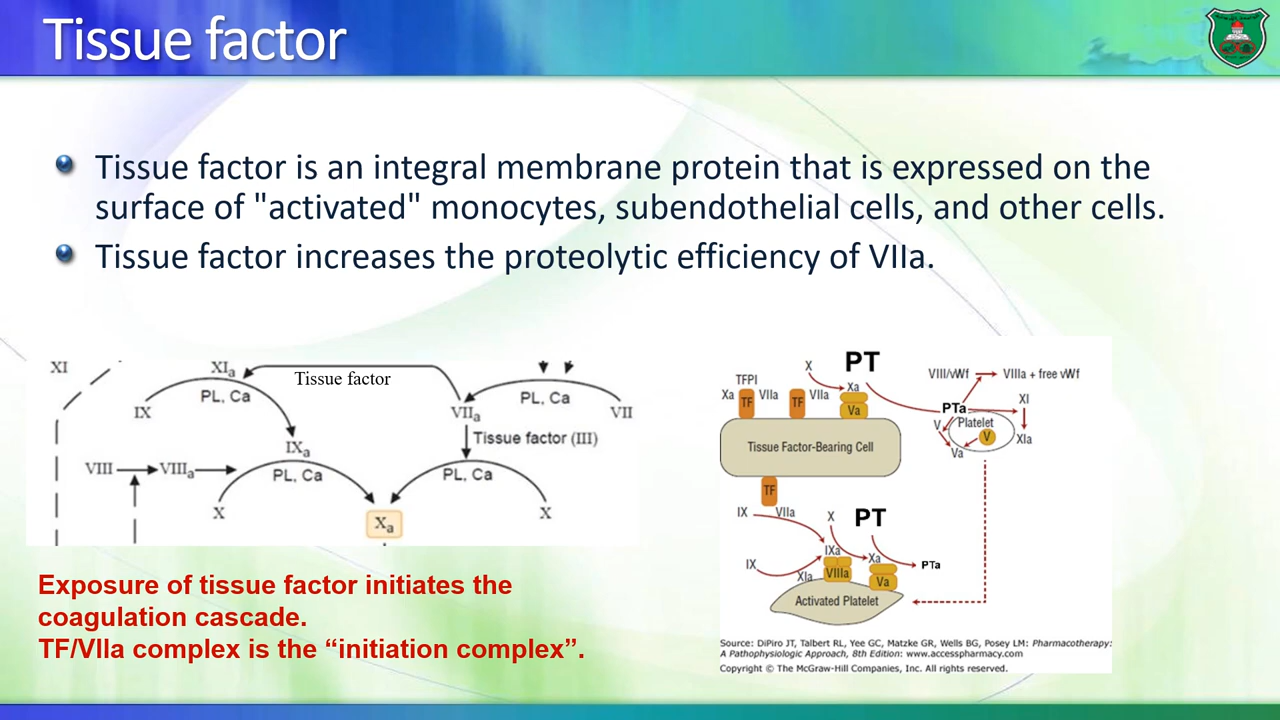 Tissue factor
Tissue factor is an integral membrane protein that is expressed on the
surface of "activated" monocytes, subendothelial cells, and other cells.
Tissue factor increases the proteolytic efficiency of VIIa.
XI
XIa
Tissue factor
PL, Ca
PL, Ca
IX
VIIa
VII
Tissue factor (III)
IXa
VIII
VIIIa
PL, Ca
PL, Ca
X
Xa
X
Exposure of tissue factor initiates the
coagulation cascade.
TF/VIIa complex is the “initiation complex”.
X
PT
VIII/vWf
VIIIa + free vWf
TFPI
Xa
TF
VIIa
TF
VIIa
Xa
Va
PTa
XI
V
Platelet
V
XIa
Va
Tissue Factor-Bearing Cell
TF
IX
VIIa
X
PT
IX
IXa
Xa
PTa
XIa
VIIIa
Va
Activated Platelet
Source: DiPiro JT, Talbert RL, Yee GC, Matzke GR, Wells BG, Posey LM: Pharmacotherapy:
A Pathophysiologic Approach, 8th Edition: www.accesspharmacy.com
Copyright © The McGraw-Hill Companies, Inc. All rights reserved.